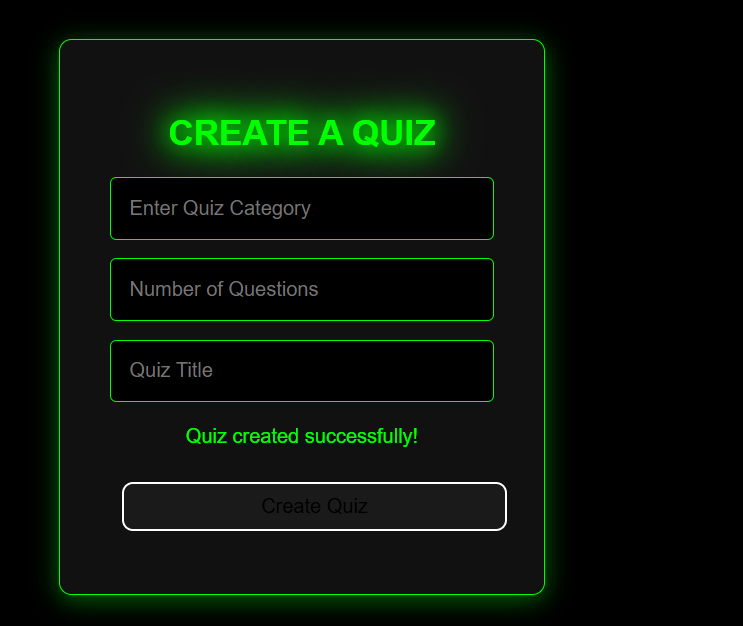 CREATE A QUIZ
Enter Quiz Category
Number of Questions
Quiz Title
Quiz created successfully!
Create Quiz